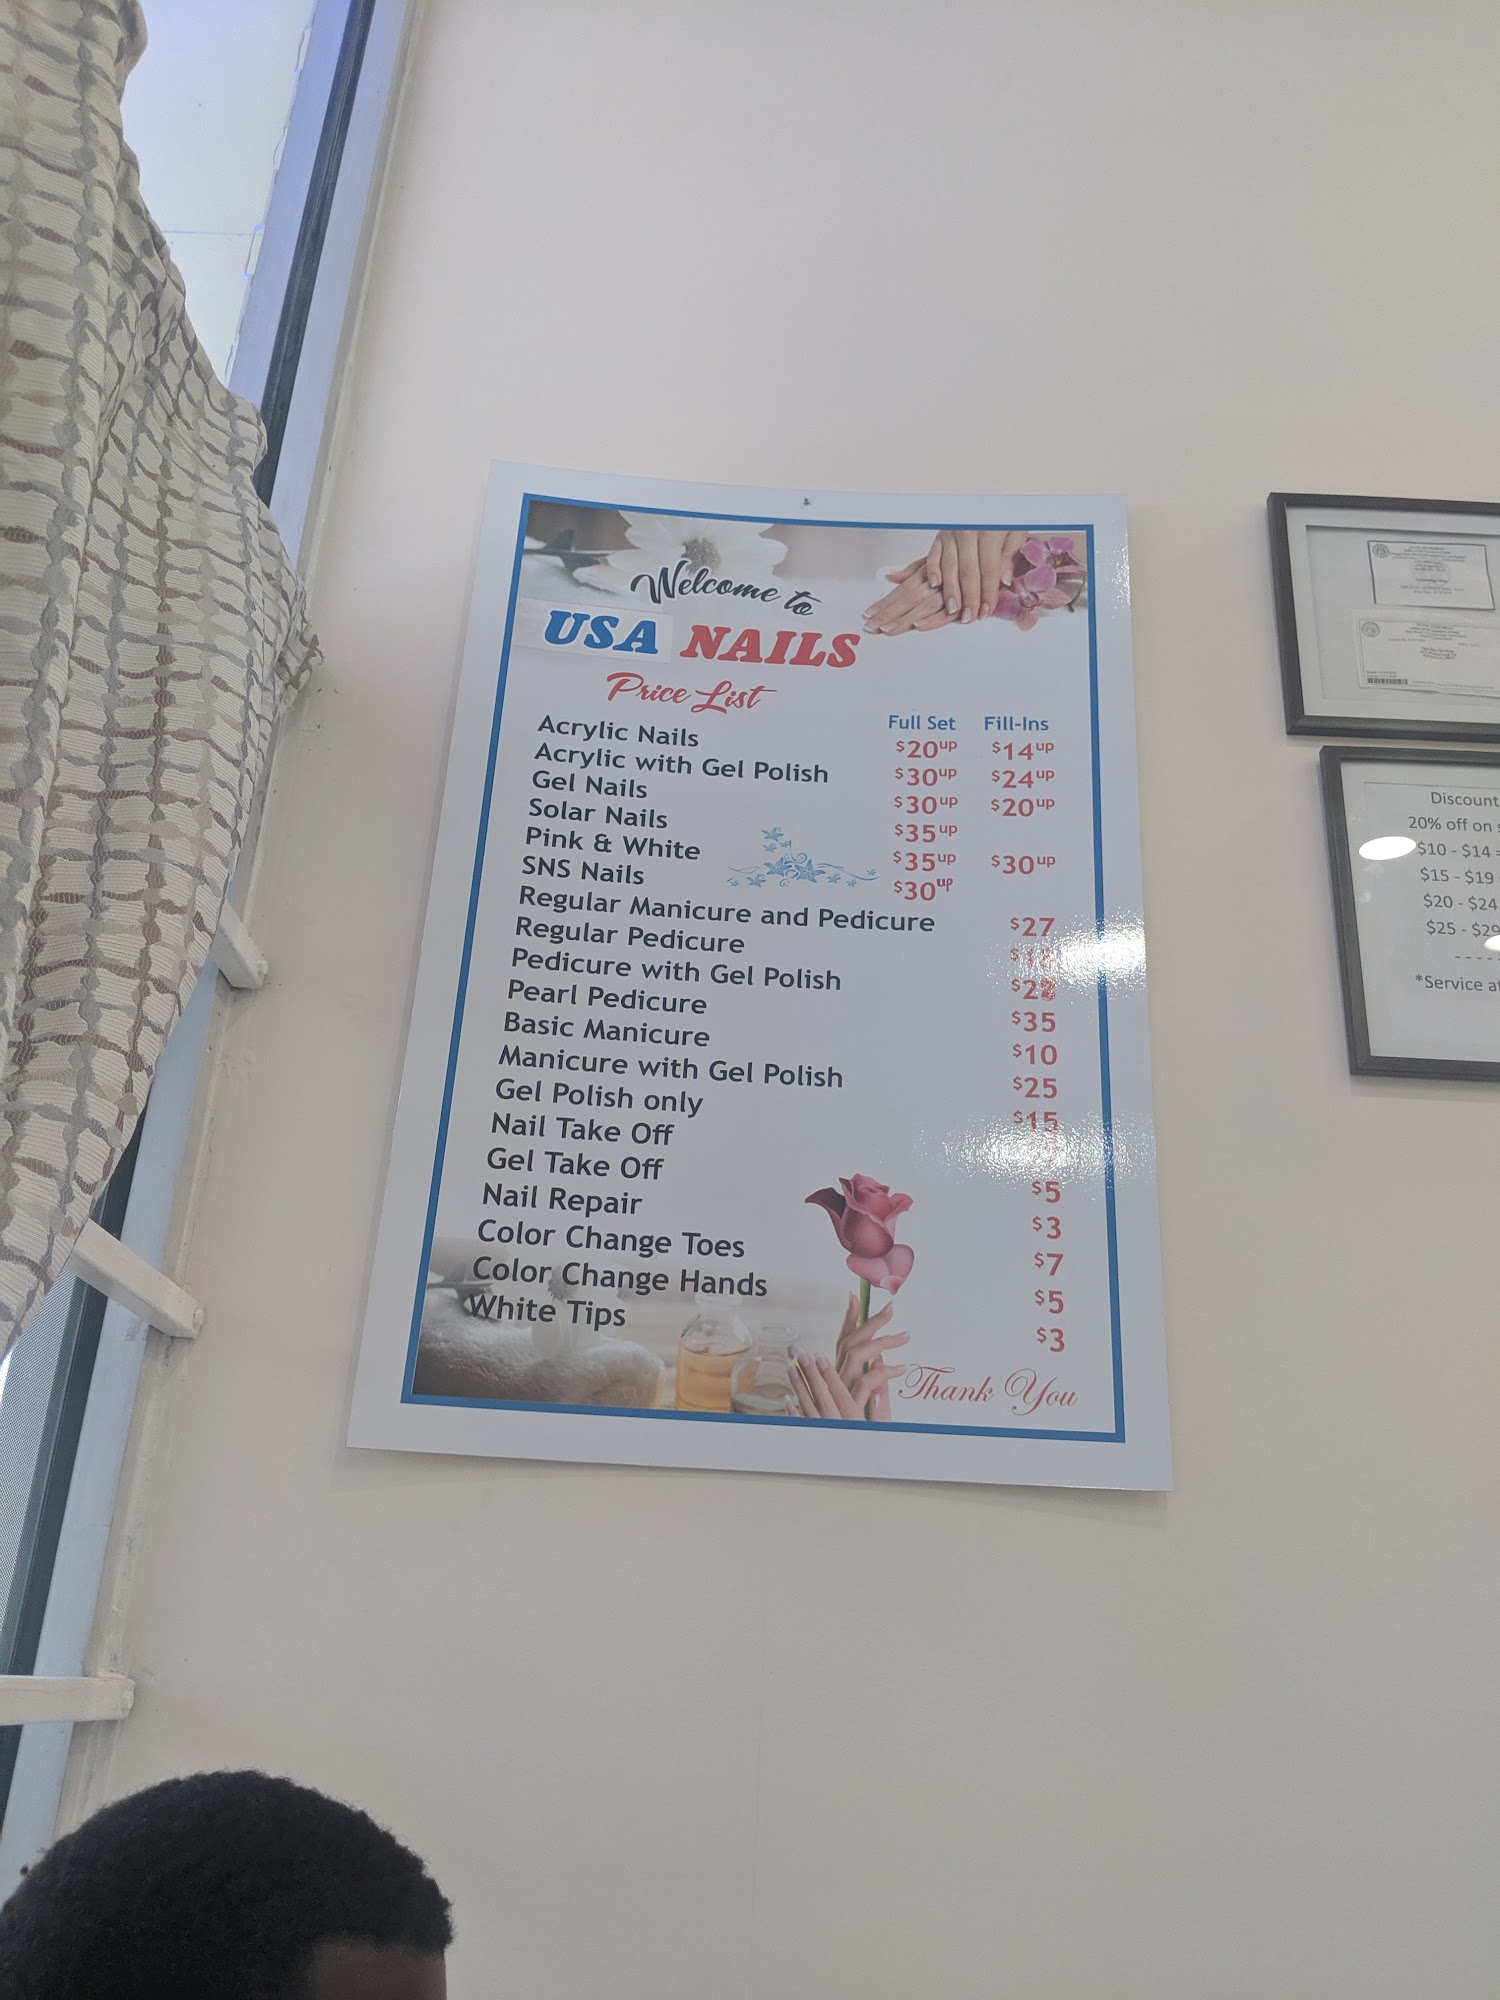 Welcome to
USA NAILS
Price List
Full Set Fill-Ins
Acrylic Nails $20up $14up
Acrylic with Gel Polish $30up $24up
Gel Nails $30up $20up
Solar Nails $35up
Pink & White $35up $30up
SNS Nails $30up
Regular Manicure and Pedicure $27
Regular Pedicure
Pedicure with Gel Polish
Pearl Pedicure $35
Basic Manicure $10
Manicure with Gel Polish $25
Gel Polish only $15
Nail Take Off
Gel Take Off $5
Nail Repair $3
Color Change Toes $7
Color Change Hands $5
White Tips $3
Thank You
Discount
20% off on
$10 - $14 =
$15 - $19
$20 - $24
$25 - $29
- - - - -
*Service